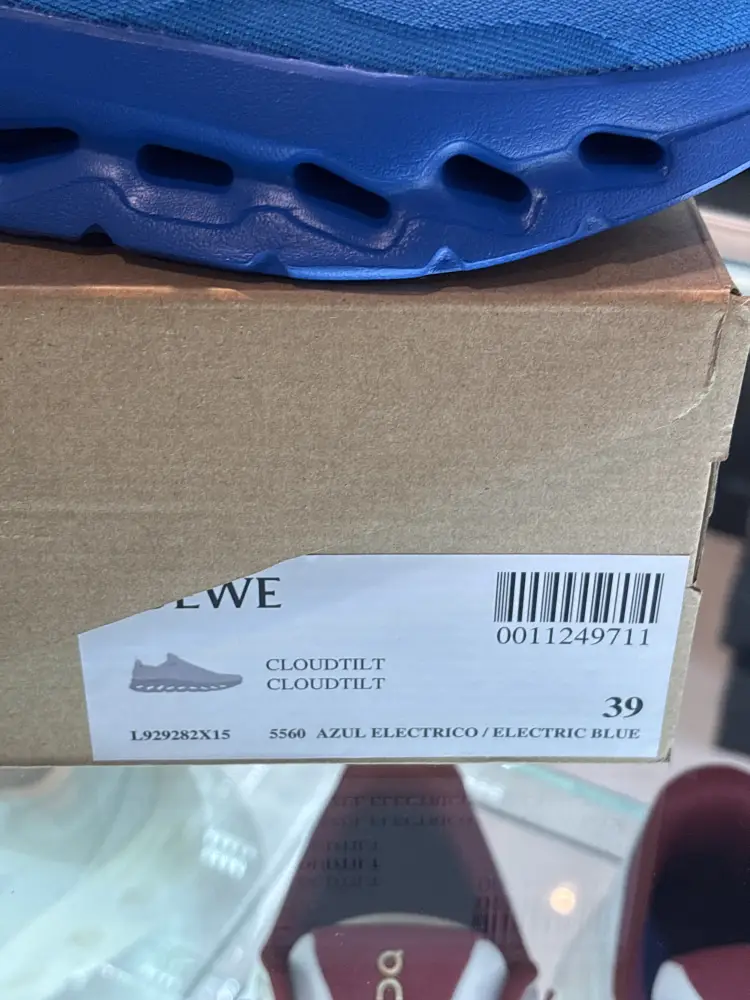 EWE
0011249711
CLOUDTILT
CLOUDTILT
39
L929282X15 5560 AZUL ELECTRICO / ELECTRIC BLUE